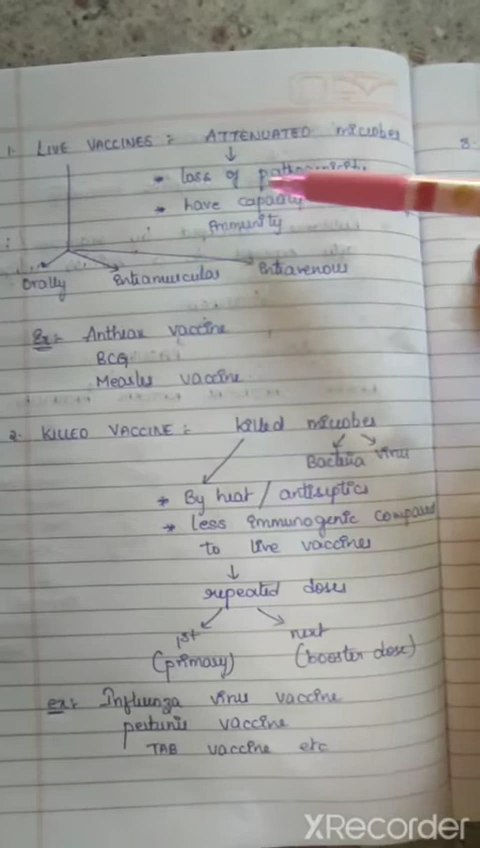 1. LIVE VACCINES :- ATTENUATED microbes
* loss of
* have capacity
Immunity
Orally Intramuscular Intravenous
Ex:- Anthrax vaccine
BCG
Measles vaccine
2. KILLED VACCINE :- killed microbes
Bacteria virus
* By heat / antiseptics
* Less immunogenic compared
to live vaccines
repeated doses
1st next
(primary) (booster dose)
ex:- Influenza virus vaccine
pertusis vaccine
TAB vaccine etc
8.
XRecorder